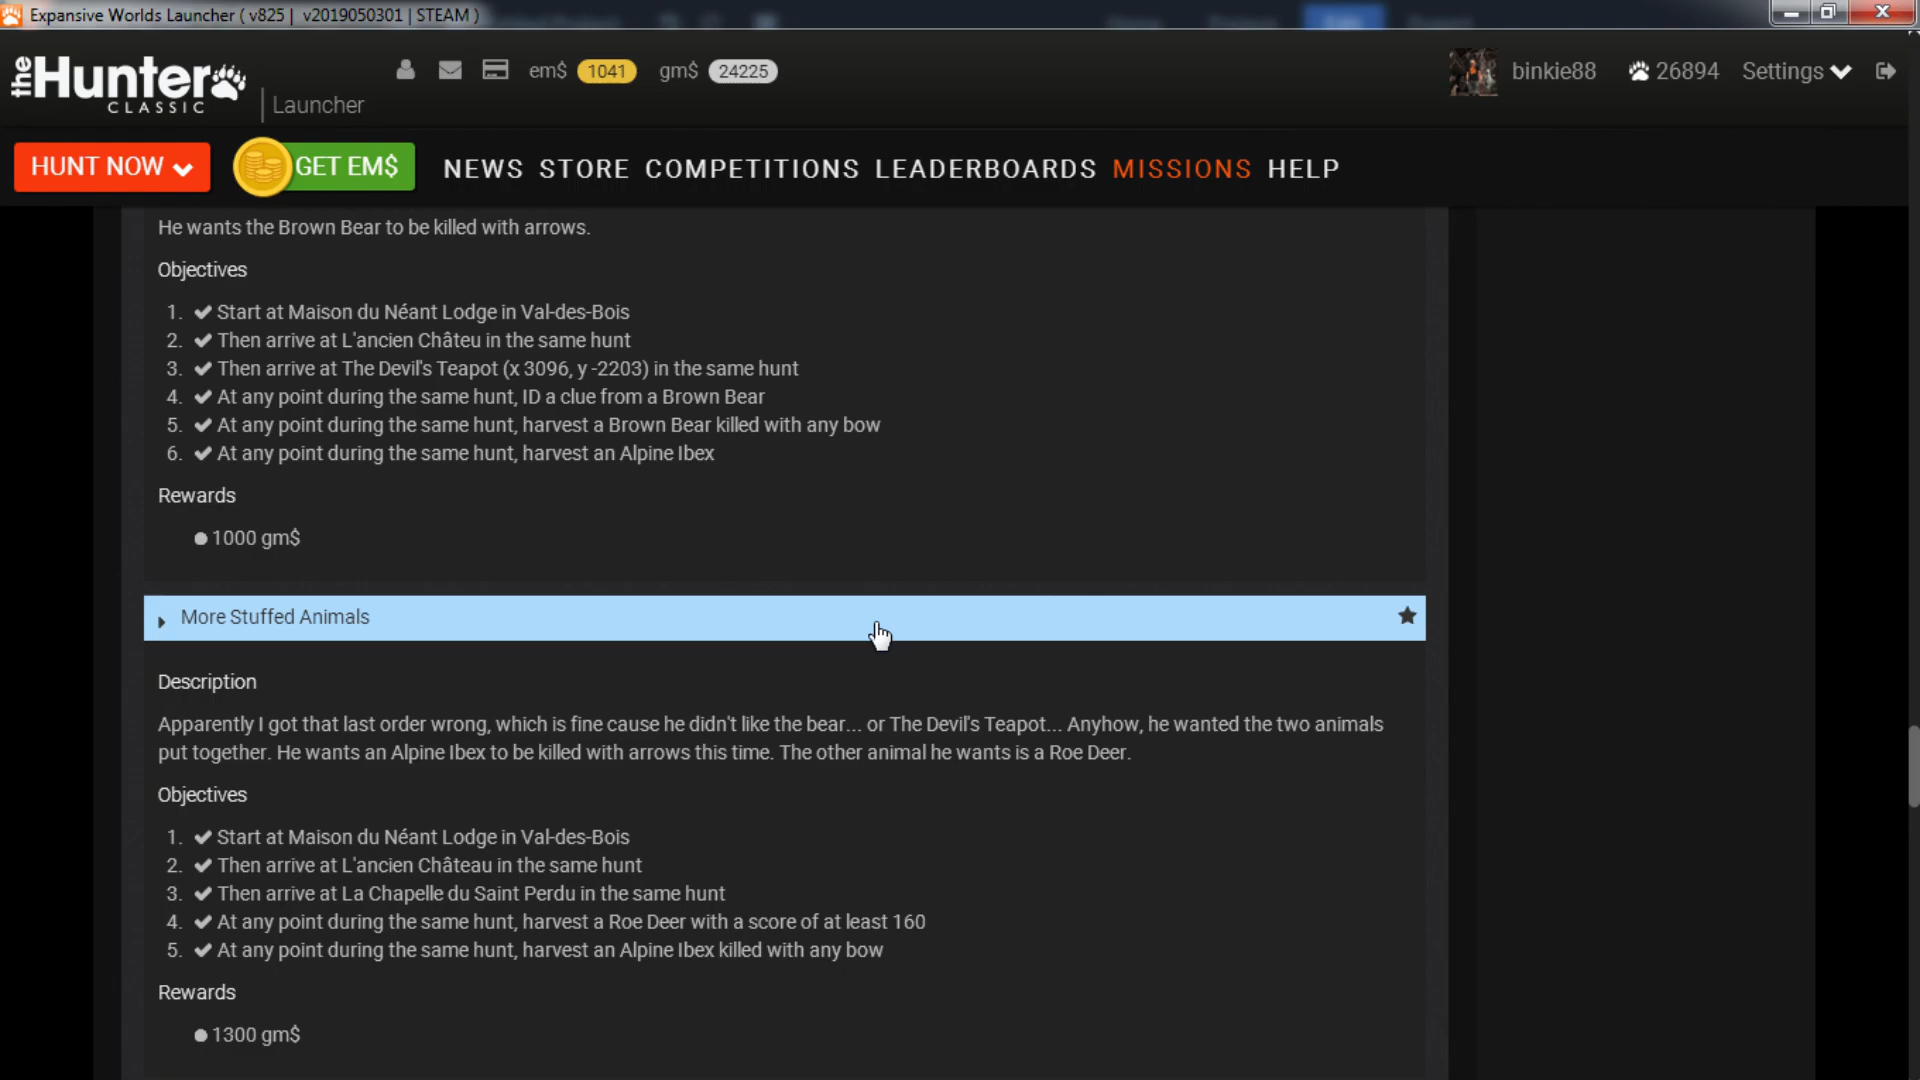 Expansive Worlds Launcher ( v825 | v2019050301 | STEAM )
theHunter
CLASSIC
Launcher
em$ 1041 gm$ 24225
binkie88 26894 Settings
HUNT NOW GET EM$ NEWS STORE COMPETITIONS LEADERBOARDS MISSIONS HELP
He wants the Brown Bear to be killed with arrows.
Objectives
1. ✔ Start at Maison du Néant Lodge in Val-des-Bois
2. ✔ Then arrive at L'ancien Châteu in the same hunt
3. ✔ Then arrive at The Devil's Teapot (x 3096, y -2203) in the same hunt
4. ✔ At any point during the same hunt, ID a clue from a Brown Bear
5. ✔ At any point during the same hunt, harvest a Brown Bear killed with any bow
6. ✔ At any point during the same hunt, harvest an Alpine Ibex
Rewards
● 1000 gm$
More Stuffed Animals
Description
Apparently I got that last order wrong, which is fine cause he didn't like the bear... or The Devil's Teapot... Anyhow, he wanted the two animals
put together. He wants an Alpine Ibex to be killed with arrows this time. The other animal he wants is a Roe Deer.
Objectives
1. ✔ Start at Maison du Néant Lodge in Val-des-Bois
2. ✔ Then arrive at L'ancien Château in the same hunt
3. ✔ Then arrive at La Chapelle du Saint Perdu in the same hunt
4. ✔ At any point during the same hunt, harvest a Roe Deer with a score of at least 160
5. ✔ At any point during the same hunt, harvest an Alpine Ibex killed with any bow
Rewards
● 1300 gm$